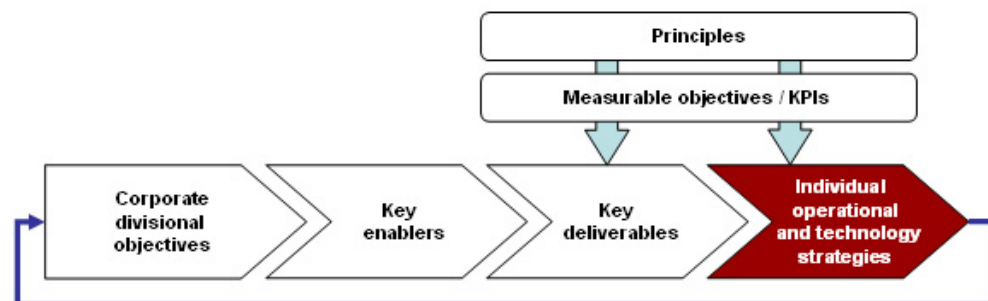 Principles
Measurable objectives / KPIs
Corporate
divisional
objectives
Key
enablers
Key
deliverables
Individual
operational
and technology
strategies